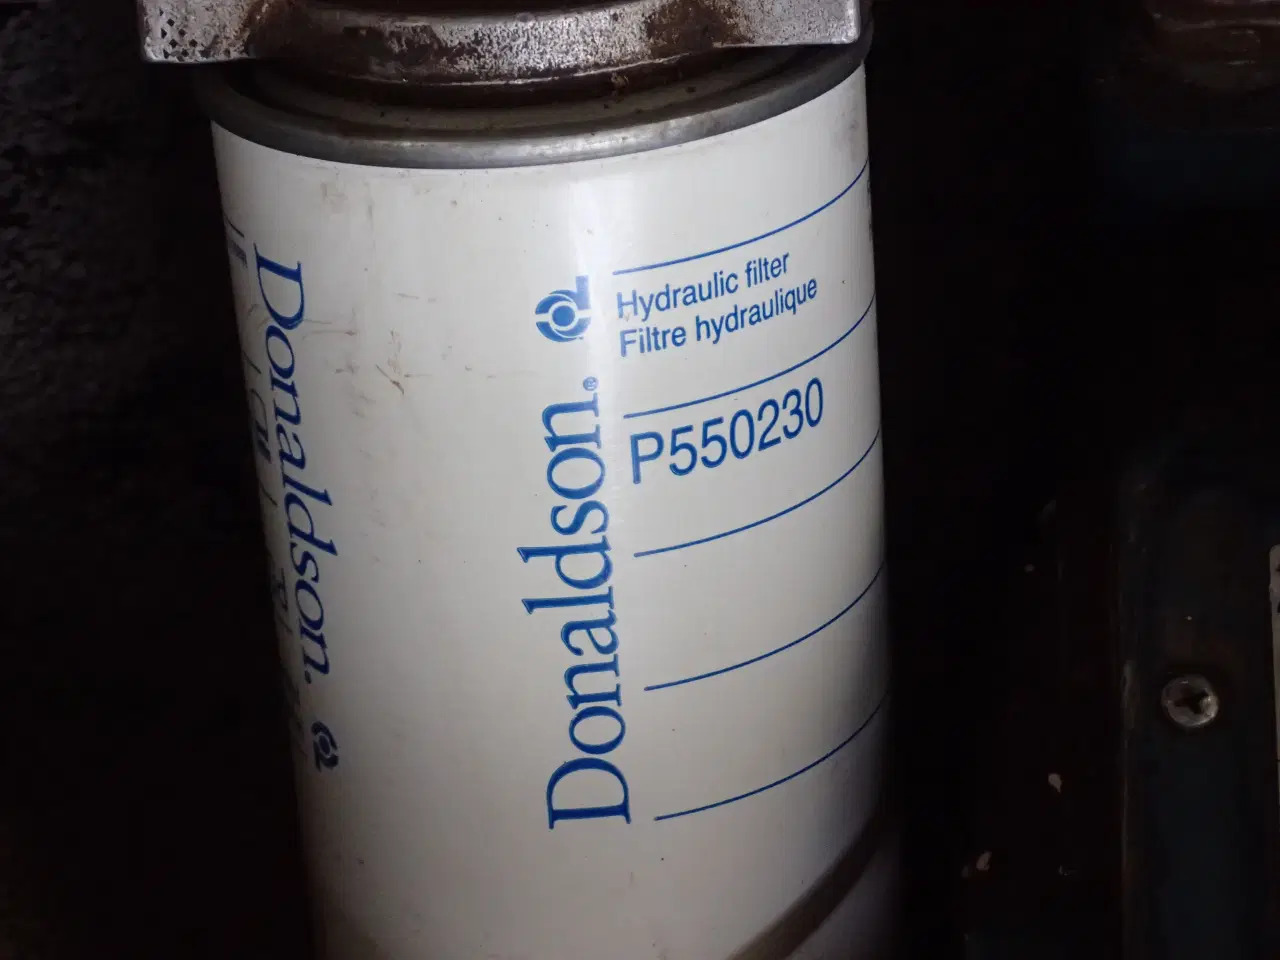 Hydraulic filter
Filtre hydraulique
P550230
Donaldson®
Donaldson.